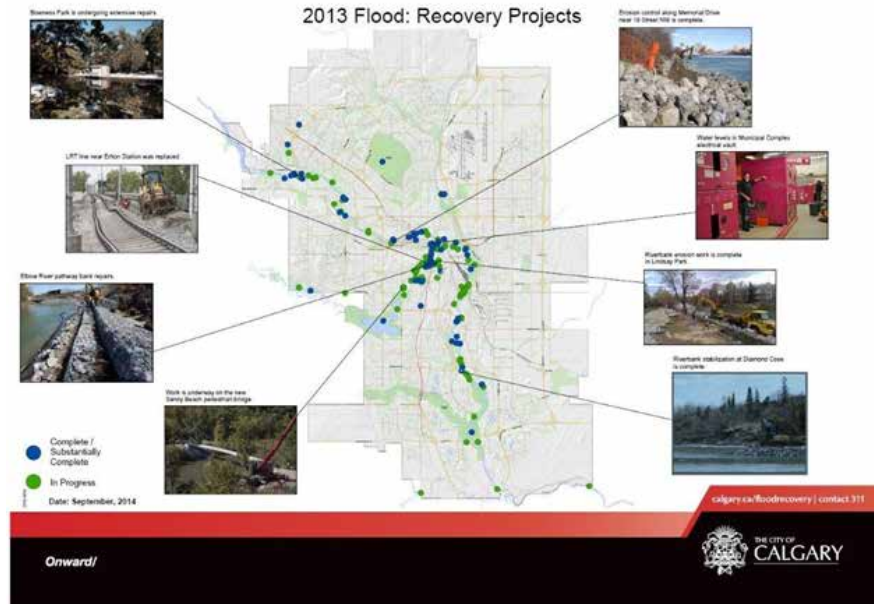 2013 Flood: Recovery Projects
Bowness Park is undergoing extensive repairs.
Erosion control along Memorial Drive
near 19 Street NW is complete.
LRT line near Erlton Station was replaced
Water levels in Municipal Complex
electrical vault.
Elbow River pathway bank repairs.
Riverbank erosion work is complete
in Lindsay Park
Work is underway on the new
Sandy Beach pedestrian bridge
Riverbank stabilization at Diamond Cove
is complete
Complete /
Substantially
Complete
In Progress
Date: September, 2014
calgary.ca/floodrecovery | contact 311
Onward/
THE CITY OF
CALGARY